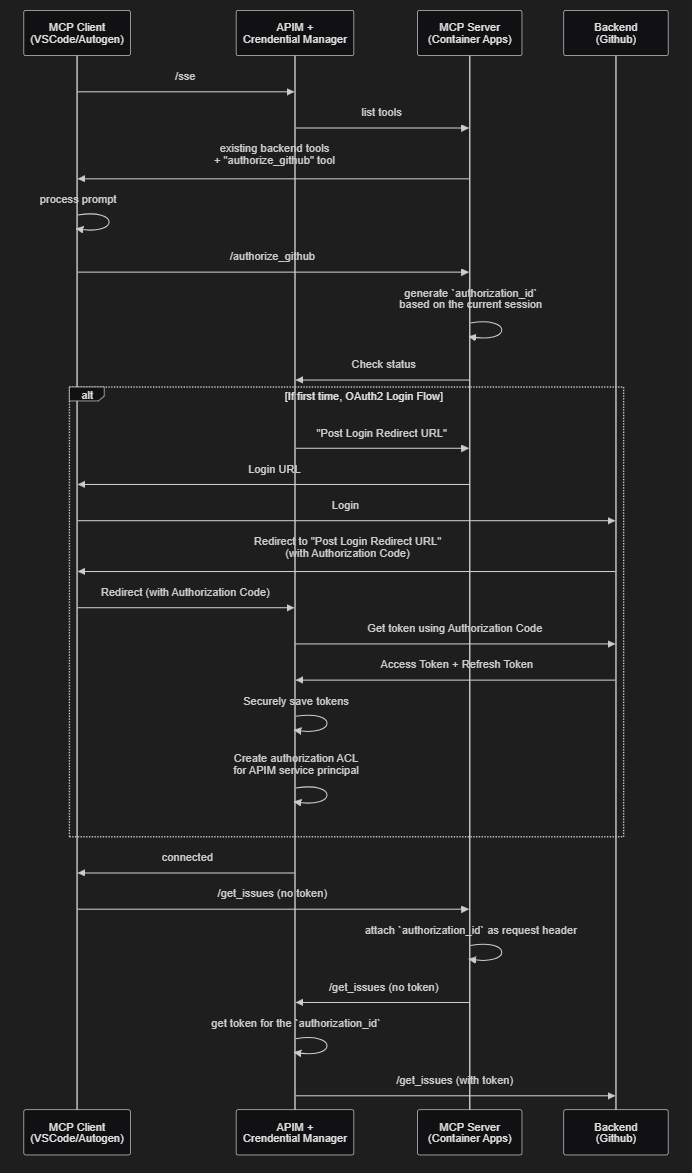 MCP Client
(VSCode/Autogen)
APIM +
Crendential Manager
MCP Server
(Container Apps)
Backend
(Github)
/sse
list tools
existing backend tools
+ "authorize_github" tool
process prompt
/authorize_github
generate `authorization_id`
based on the current session
Check status
alt
[If first time, OAuth2 Login Flow]
"Post Login Redirect URL"
Login URL
Login
Redirect to "Post Login Redirect URL"
(with Authorization Code)
Redirect (with Authorization Code)
Get token using Authorization Code
Access Token + Refresh Token
Securely save tokens
Create authorization ACL
for APIM service principal
connected
/get_issues (no token)
attach `authorization_id` as request header
/get_issues (no token)
get token for the `authorization_id`
/get_issues (with token)
MCP Client
(VSCode/Autogen)
APIM +
Crendential Manager
MCP Server
(Container Apps)
Backend
(Github)